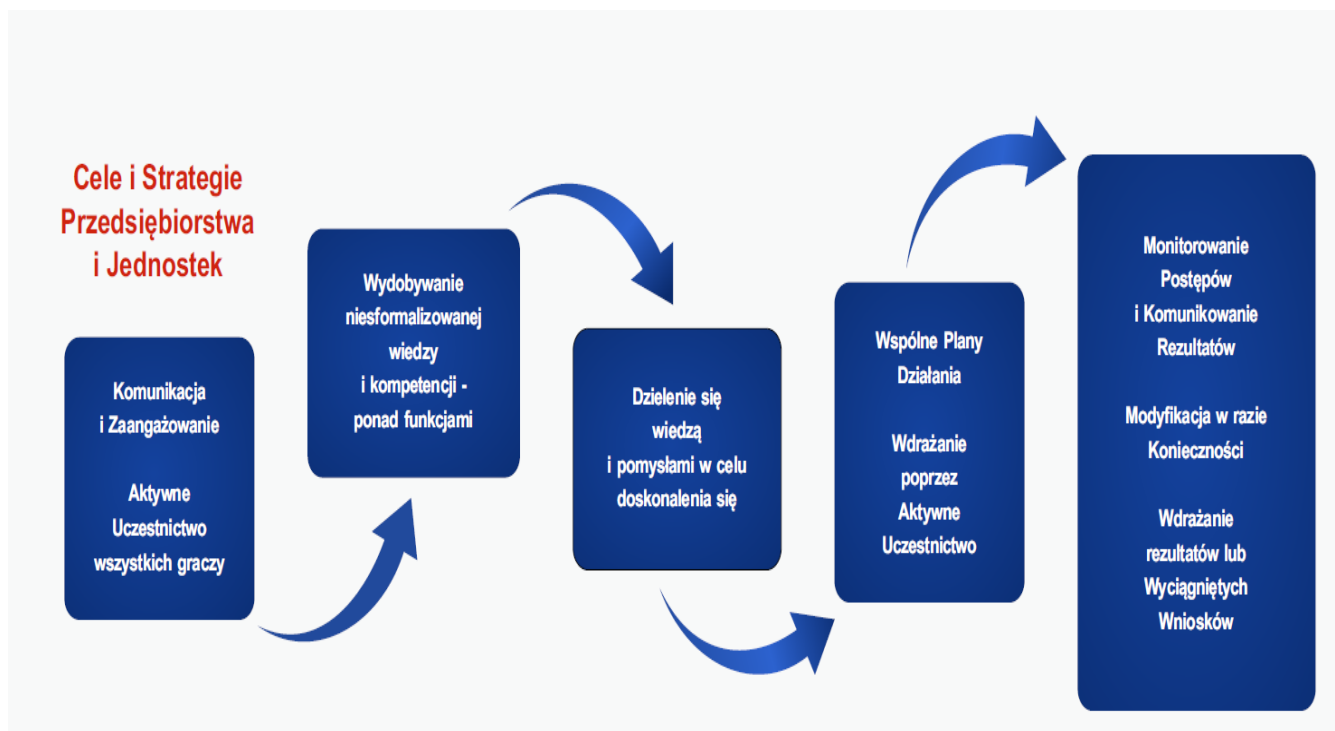 Cele i Strategie
Przedsiębiorstwa
i Jednostek
Komunikacja
i Zaangażowanie
Aktywne
Uczestnictwo
wszystkich graczy
Wydobywanie
niesformalizowanej
wiedzy
i kompetencji -
ponad funkcjami
Dzielenie się
wiedzą
i pomysłami w celu
doskonalenia się
Wspólne Plany
Działania
Wdrażanie
poprzez
Aktywne
Uczestnictwo
Monitorowanie
Postępów
i Komunikowanie
Rezultatów
Modyfikacja w razie
Konieczności
Wdrażanie
rezultatów lub
Wyciągniętych
Wniosków